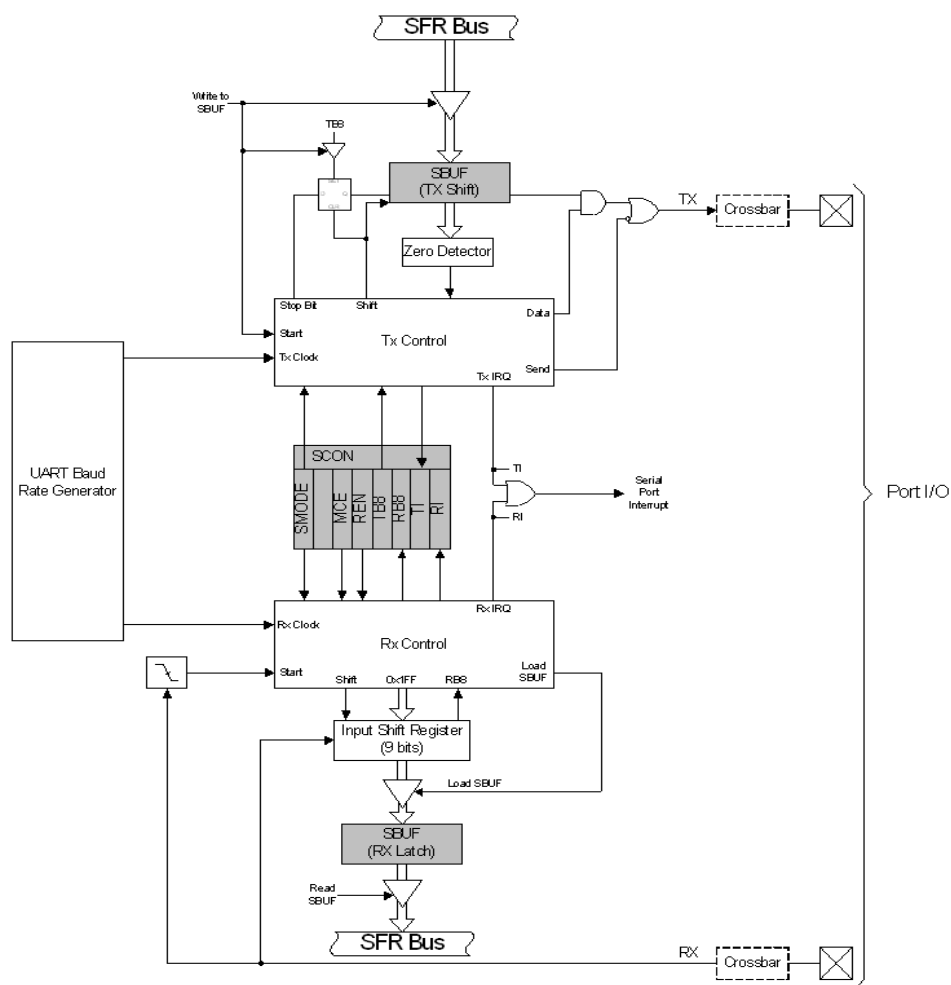 SFR Bus
Write to
SBUF
TB8
SET
D
Q
CLR
SBUF
(TX Shift)
TX
Crossbar
Zero Detector
Stop Bit
Shift
Data
Start
Tx Control
Tx Clock
Tx IRQ
Send
UART Baud
Rate Generator
SCON
SMODE
MCE
REN
TB8
RB8
TI
RI
TI
RI
Serial
Port
Interrupt
Port I/O
Rx IRQ
Rx Clock
Rx Control
Start
Load
SBUF
Shift
0x1FF
RB8
Input Shift Register
(9 bits)
Load SBUF
SBUF
(RX Latch)
Read
SBUF
SFR Bus
RX
Crossbar